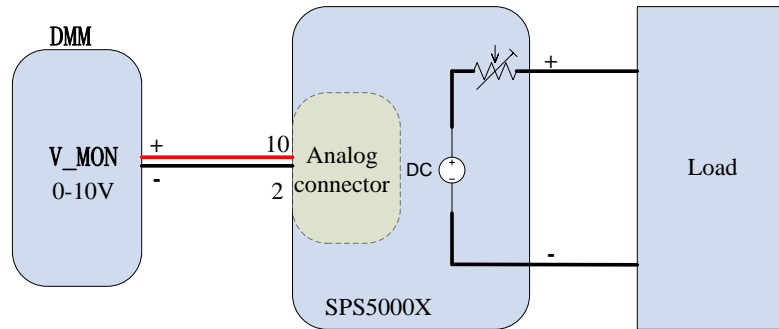 DMM
V_MON
0-10V
+
-
10
2
Analog
connector
DC
+
-
SPS5000X
+
-
Load